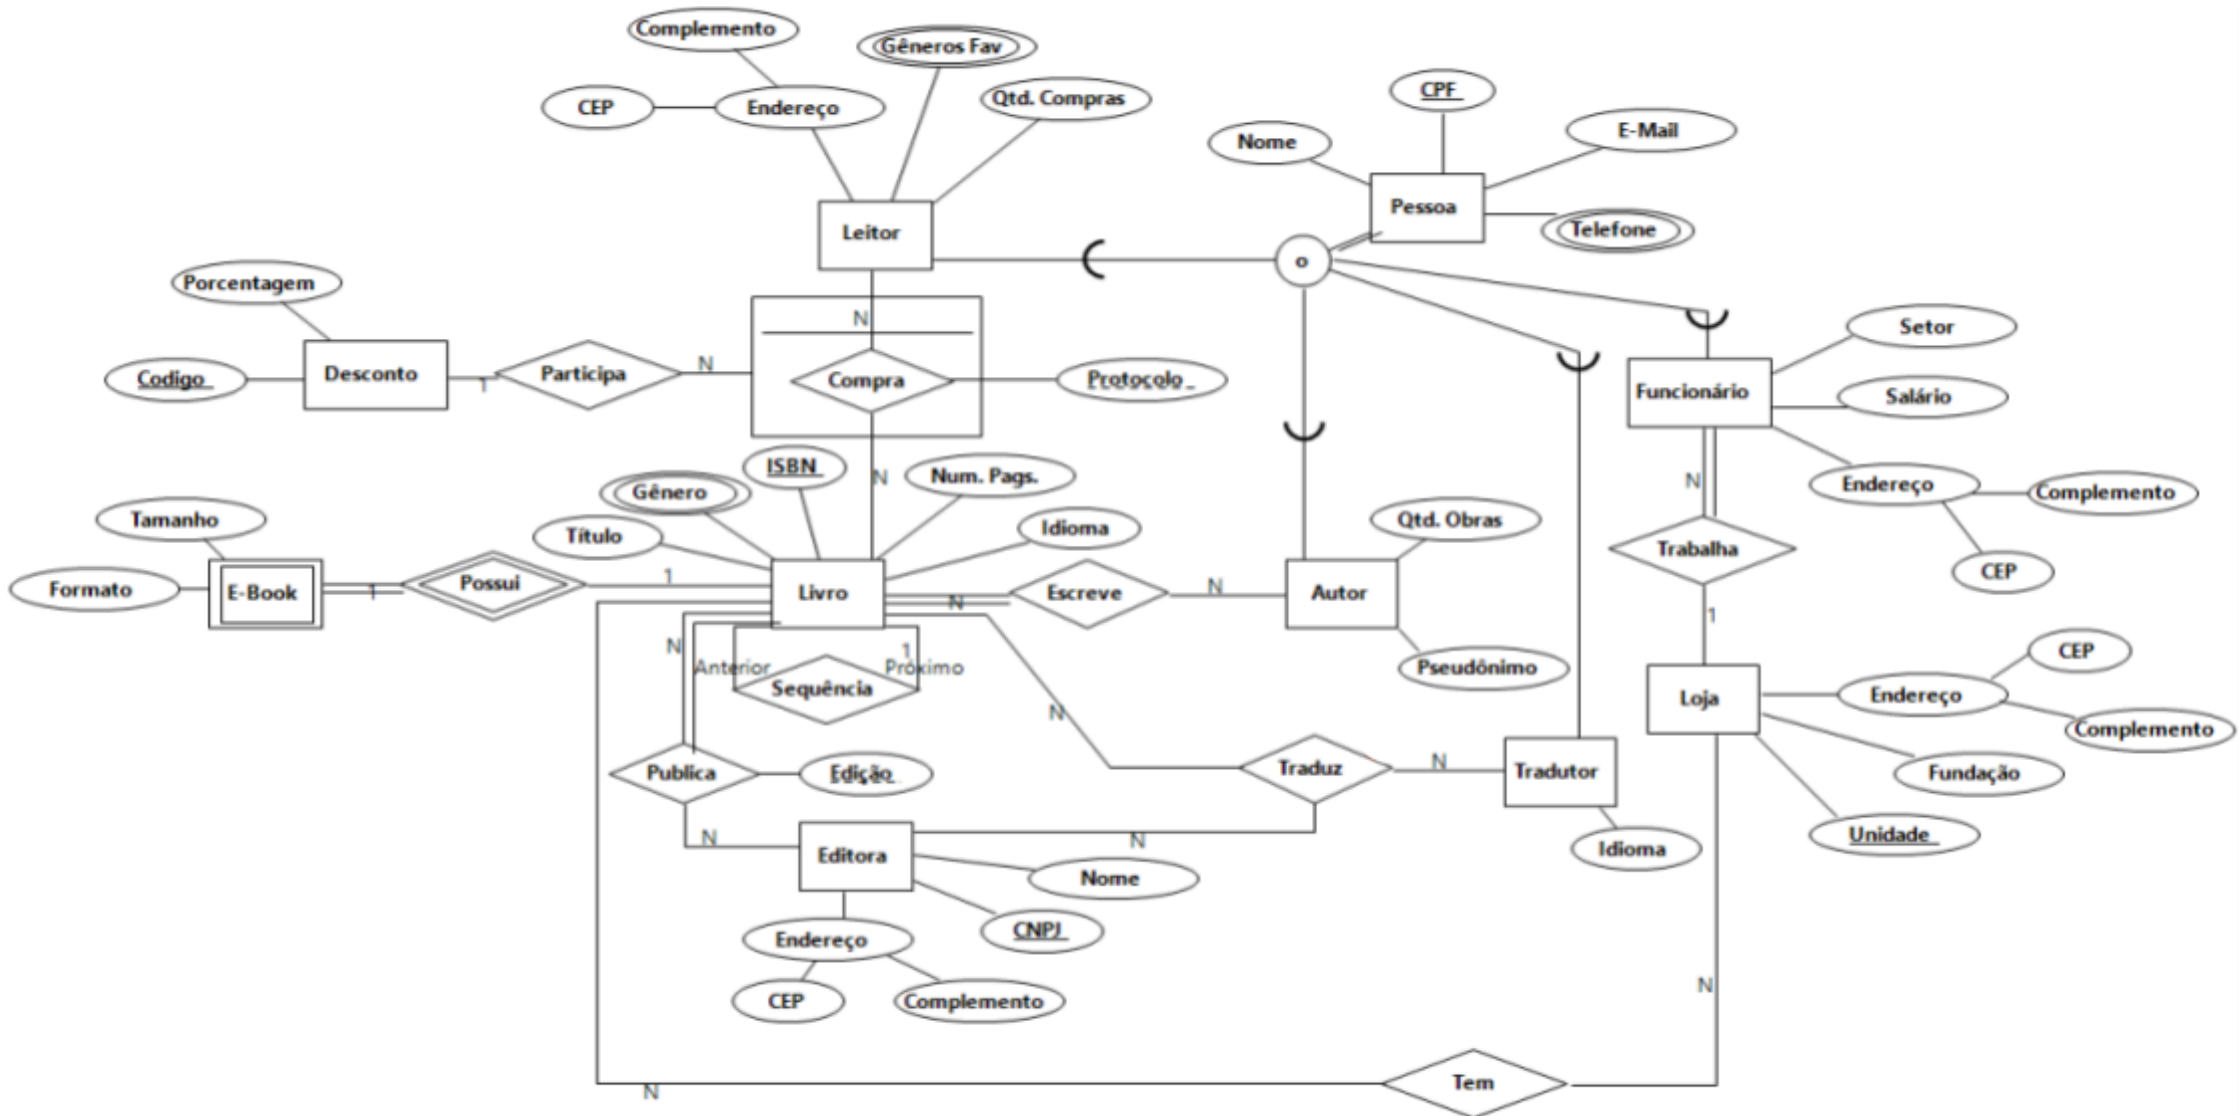 Complemento
Gêneros Fav
CEP
Endereço
Qtd. Compras
CPF
E-Mail
Nome
Pessoa
Telefone
Leitor
o
Porcentagem
N
Desconto
Participa
N
Compra
Protocolo
Codigo
1
Setor
Funcionário
Salário
ISBN
Gênero
N
Num. Pags.
N
Endereço
Complemento
Tamanho
Título
Idioma
Qtd. Obras
Trabalha
CEP
Formato
E-Book
1
Possui
1
Livro
N
Escreve
N
Autor
1
N
Anterior
1
Próximo
Sequência
Pseudônimo
CEP
Loja
Endereço
Complemento
N
Publica
Edição
Traduz
N
Tradutor
Fundação
N
Editora
N
Unidade
Idioma
Nome
CNPJ
Endereço
CEP
Complemento
N
Tem
N